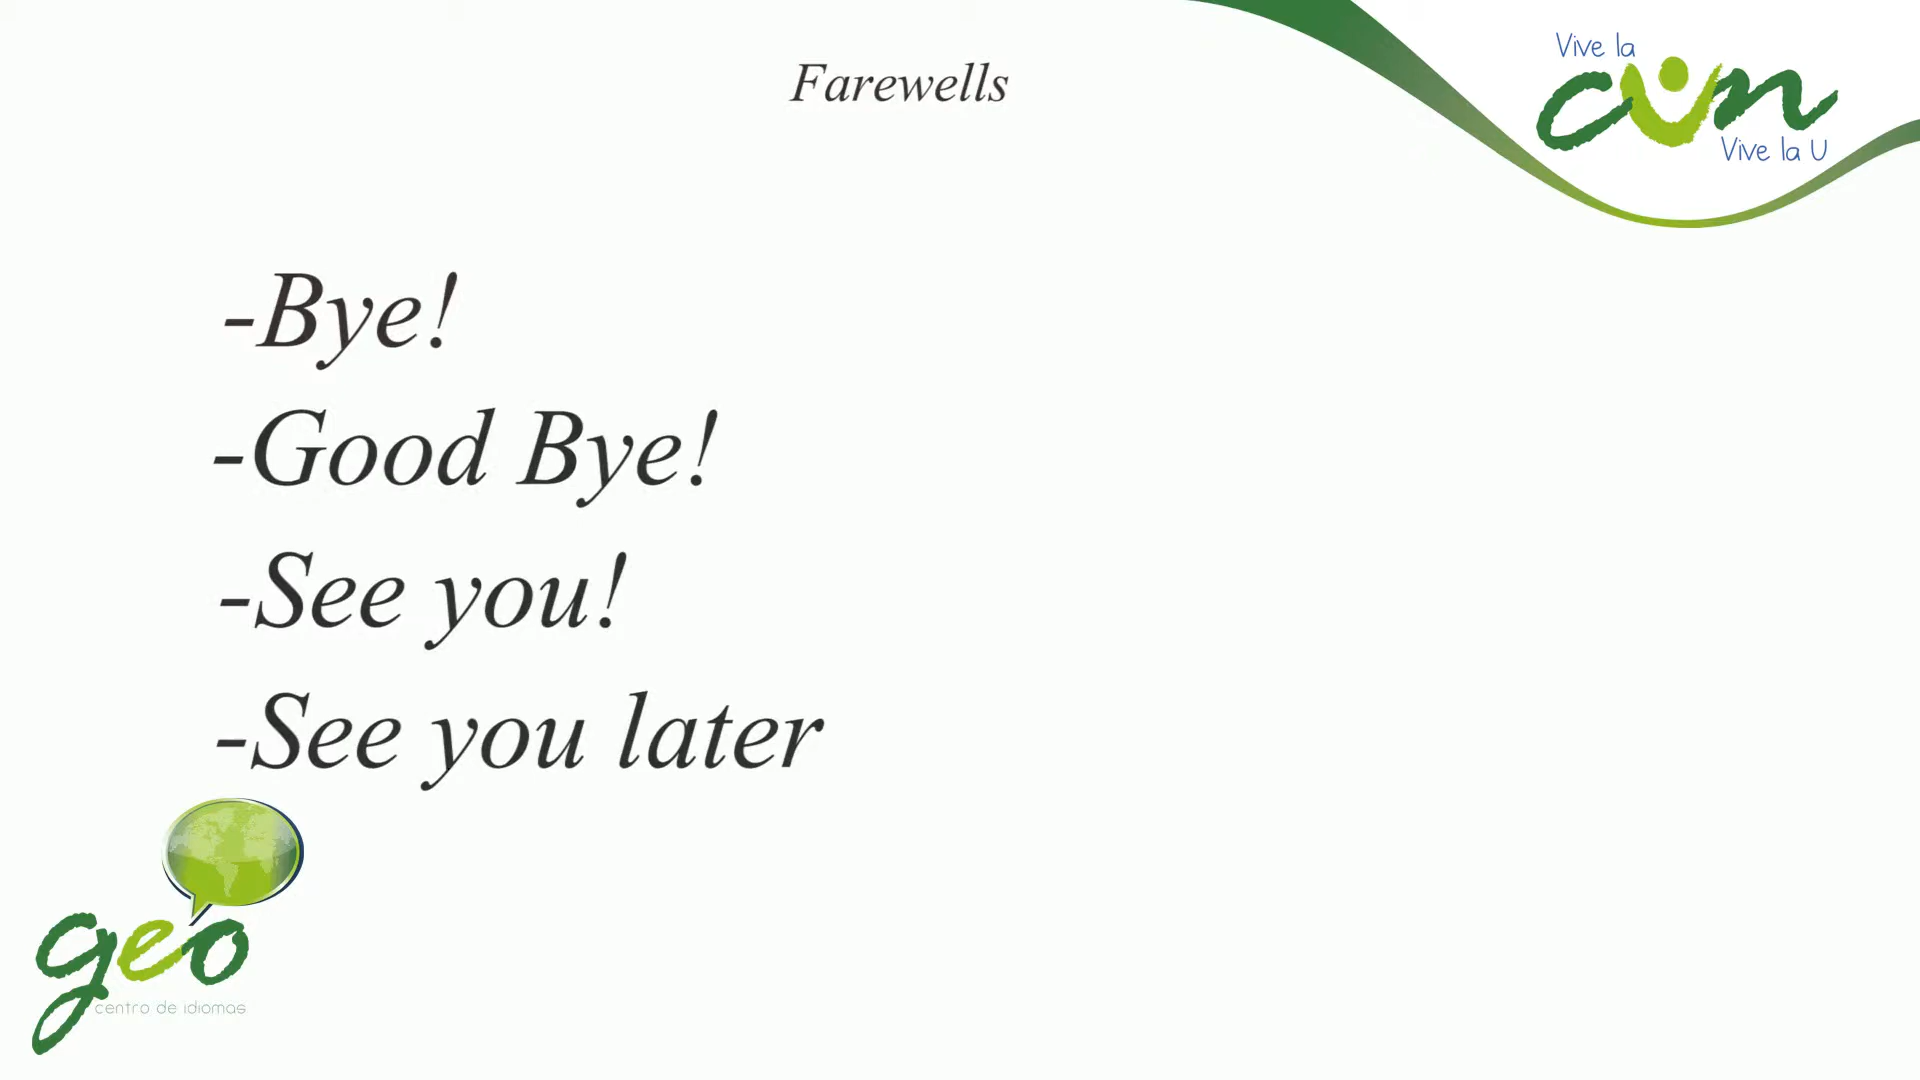 Farewells
Vive la
cun
Vive la U
-Bye!
-Good Bye!
-See you!
-See you later
geo
centro de idiomas